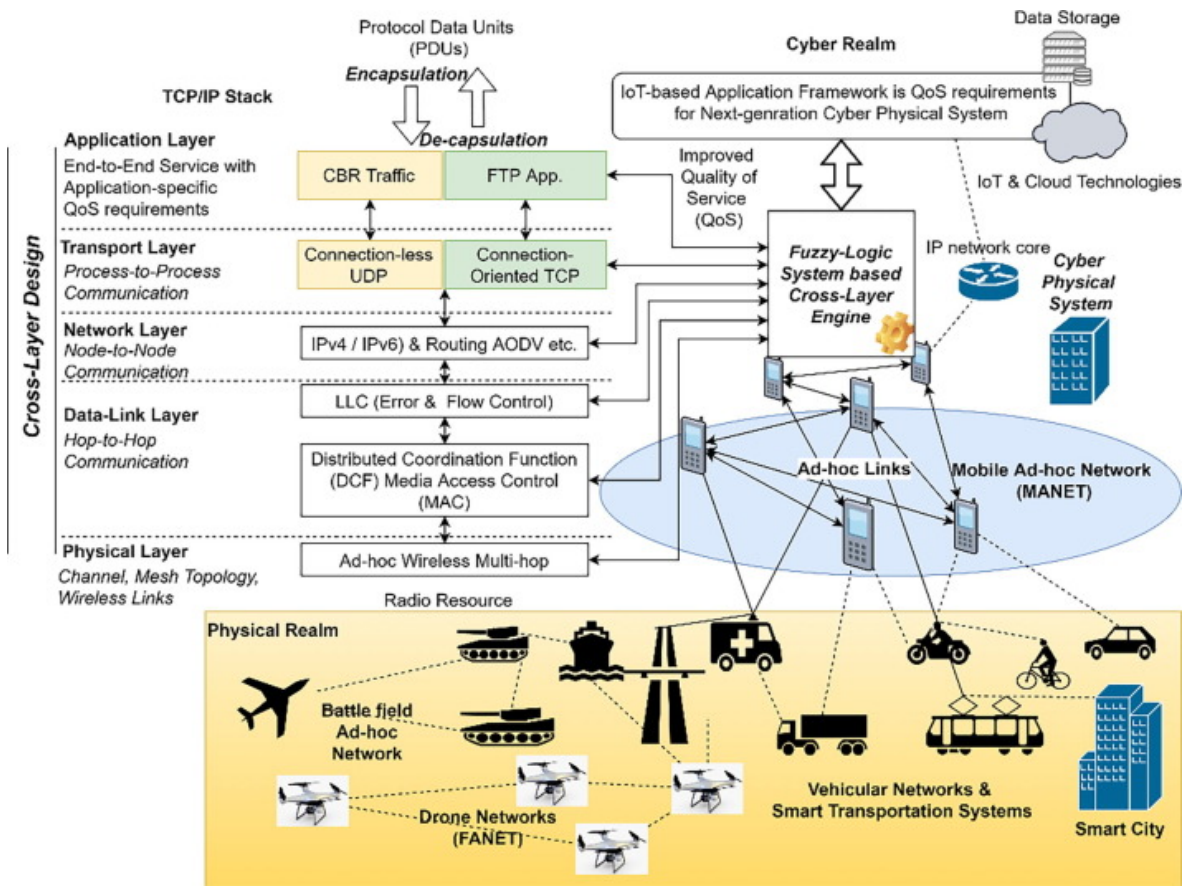 Protocol Data Units
(PDUs)
Encapsulation
De-capsulation
TCP/IP Stack
Cross-Layer Design
Application Layer
End-to-End Service with
Application-specific
QoS requirements
CBR Traffic
FTP App.
Transport Layer
Process-to-Process
Communication
Connection-less
UDP
Connection-
Oriented TCP
Network Layer
Node-to-Node
Communication
IPv4 / IPv6) & Routing AODV etc.
Data-Link Layer
Hop-to-Hop
Communication
LLC (Error & Flow Control)
Distributed Coordination Function
(DCF) Media Access Control
(MAC)
Physical Layer
Channel, Mesh Topology,
Wireless Links
Ad-hoc Wireless Multi-hop
Radio Resource
Cyber Realm
Data Storage
IoT-based Application Framework is QoS requirements
for Next-genration Cyber Physical System
IoT & Cloud Technologies
Improved
Quality of
Service
(QoS)
Fuzzy-Logic
System based
Cross-Layer
Engine
IP network core
Cyber
Physical
System
Ad-hoc Links
Mobile Ad-hoc Network
(MANET)
Physical Realm
Battle field
Ad-hoc
Network
Drone Networks
(FANET)
Vehicular Networks &
Smart Transportation Systems
Smart City